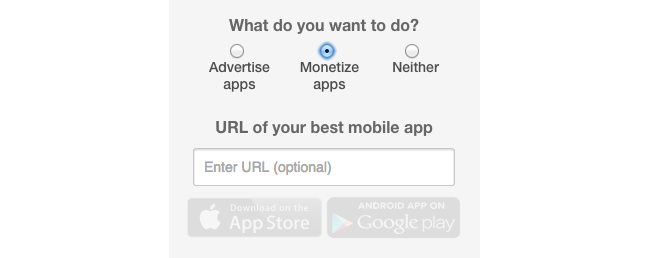 What do you want to do?
Advertise apps
Monetize apps
Neither
URL of your best mobile app
Enter URL (optional)
Download on the
App Store
ANDROID APP ON
Google play